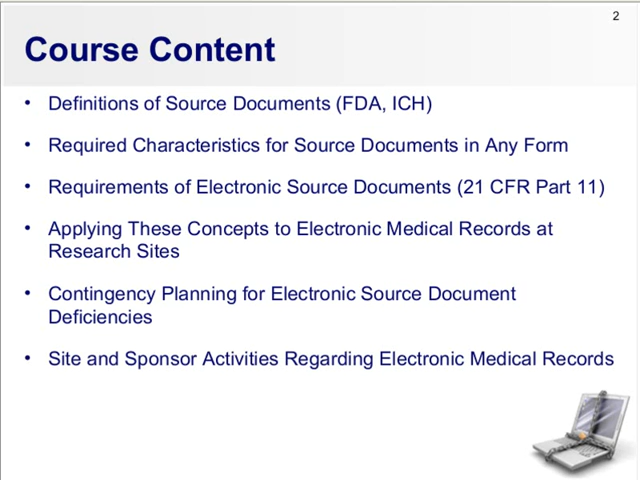 2
Course Content
• Definitions of Source Documents (FDA, ICH)
• Required Characteristics for Source Documents in Any Form
• Requirements of Electronic Source Documents (21 CFR Part 11)
• Applying These Concepts to Electronic Medical Records at
Research Sites
• Contingency Planning for Electronic Source Document
Deficiencies
• Site and Sponsor Activities Regarding Electronic Medical Records